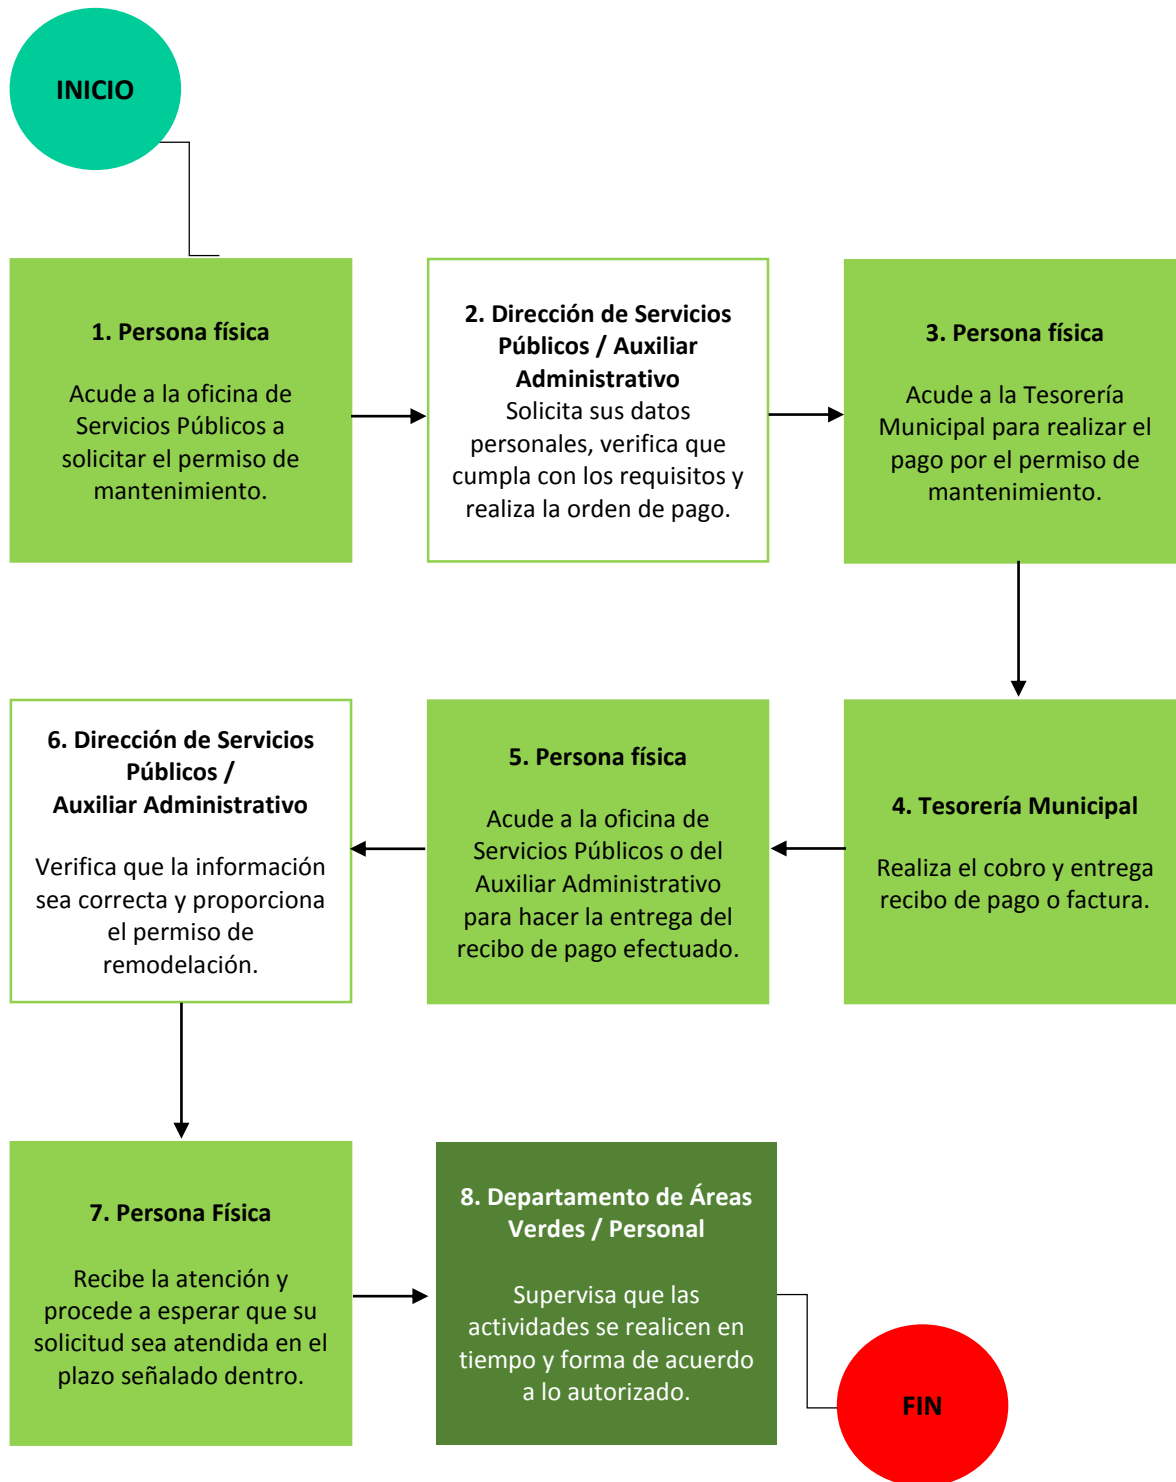 INICIO
1. Persona física
Acude a la oficina de
Servicios Públicos a
solicitar el permiso de
mantenimiento.
2. Dirección de Servicios
Públicos / Auxiliar
Administrativo
Solicita sus datos
personales, verifica que
cumpla con los requisitos y
realiza la orden de pago.
3. Persona física
Acude a la Tesorería
Municipal para realizar el
pago por el permiso de
mantenimiento.
4. Tesorería Municipal
Realiza el cobro y entrega
recibo de pago o factura.
5. Persona física
Acude a la oficina de
Servicios Públicos o del
Auxiliar Administrativo
para hacer la entrega del
recibo de pago efectuado.
6. Dirección de Servicios
Públicos /
Auxiliar Administrativo
Verifica que la información
sea correcta y proporciona
el permiso de
remodelación.
7. Persona Física
Recibe la atención y
procede a esperar que su
solicitud sea atendida en el
plazo señalado dentro.
8. Departamento de Áreas
Verdes / Personal
Supervisa que las
actividades se realicen en
tiempo y forma de acuerdo
a lo autorizado.
FIN